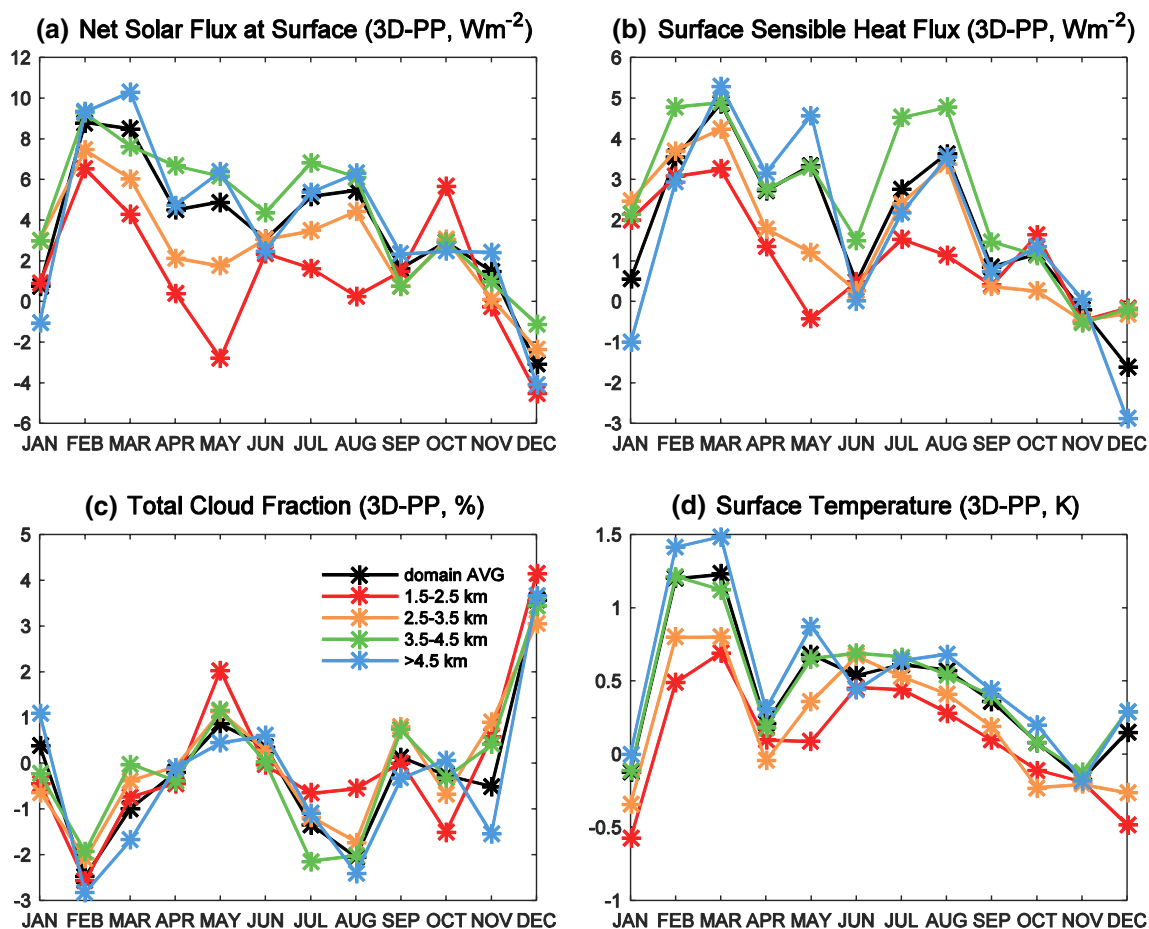 (a) Net Solar Flux at Surface (3D-PP, Wm⁻²)
12
10
8
6
4
2
0
-2
-4
-6
JAN FEB MAR APR MAY JUN JUL AUG SEP OCT NOV DEC
(b) Surface Sensible Heat Flux (3D-PP, Wm⁻²)
6
5
4
3
2
1
0
-1
-2
-3
JAN FEB MAR APR MAY JUN JUL AUG SEP OCT NOV DEC
(c) Total Cloud Fraction (3D-PP, %)
5
4
3
2
1
0
-1
-2
-3
domain AVG
1.5-2.5 km
2.5-3.5 km
3.5-4.5 km
>4.5 km
JAN FEB MAR APR MAY JUN JUL AUG SEP OCT NOV DEC
(d) Surface Temperature (3D-PP, K)
1.5
1
0.5
0
-0.5
-1
JAN FEB MAR APR MAY JUN JUL AUG SEP OCT NOV DEC